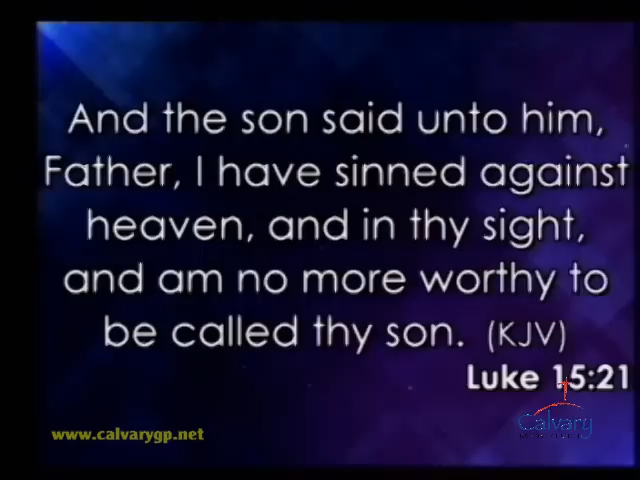 And the son said unto him,
Father, I have sinned against
heaven, and in thy sight,
and am no more worthy to
be called thy son. (KJV)
Luke 15:21
www.calvarygp.net
Calvary